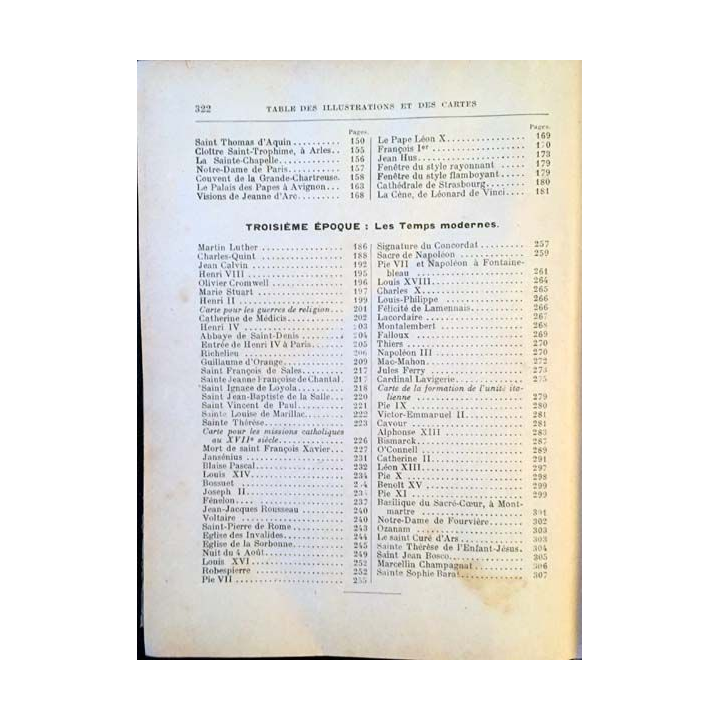 322 TABLE DES ILLUSTRATIONS ET DES CARTES
Pages.
Saint Thomas d'Aquin .......... 150
Cloître Saint-Trophime, à Arles.. 155
La Sainte-Chapelle............. 156
Notre-Dame de Paris............ 157
Couvent de la Grande-Chartreuse. 158
Le Palais des Papes à Avignon... 163
Visions de Jeanne d'Arc......... 168
Pages.
Le Pape Léon X................ 169
François Ier .................. 170
Jean Hus...................... 173
Fenêtre du style rayonnant ..... 179
Fenêtre du style flamboyant .... 179
Cathédrale de Strasbourg........ 180
La Cène, de Léonard de Vinci.... 181
TROISIÈME ÉPOQUE : Les Temps modernes.
Martin Luther .................. 186
Charles-Quint .................. 188
Jean Calvin .................... 192
Henri VIII ..................... 195
Olivier Cromwell ............... 196
Marie Stuart ................... 197
Henri II ....................... 199
Carte pour les guerres de religion... 201
Catherine de Médicis ........... 202
Henri IV ....................... 203
Abbaye de Saint-Denis .......... 204
Entrée de Henri IV à Paris...... 205
Richelieu ...................... 206
Guillaume d'Orange.............. 209
Saint François de Sales ........ 217
Sainte Jeanne Françoise de Chantal. 217
Saint Ignace de Loyola.......... 218
Saint Jean-Baptiste de la Salle... 220
Saint Vincent de Paul........... 221
Sainte Louise de Marillac....... 222
Sainte Thérèse ................. 223
Carte pour les missions catholiques
au XVIIe siècle................. 226
Mort de saint François Xavier... 227
Jansénius ...................... 231
Blaise Pascal................... 232
Louis XIV....................... 234
Bossuet ........................
Joseph II.......................
Fénelon ........................ 237
Jean-Jacques Rousseau .......... 240
Voltaire ....................... 240
Saint-Pierre de Rome ........... 243
Eglise des Invalides............ 244
Eglise de la Sorbonne........... 245
Nuit du 4 Août.................. 249
Louis XVI....................... 252
Robespierre .................... 252
Pie VII ........................ 255
Signature du Concordat ......... 257
Sacre de Napoléon .............. 259
Pie VII et Napoléon à Fontaine-
bleau .......................... 261
Louis XVIII..................... 264
Charles X....................... 265
Louis-Philippe ................. 266
Félicité de Lamennais........... 266
Lacordaire ..................... 267
Montalembert ................... 268
Falloux ........................ 269
Thiers ......................... 270
Napoléon III ................... 270
Mac-Mahon....................... 272
Jules Ferry .................... 273
Cardinal Lavigerie.............. 275
Carte de la formation de l'unité ita-
lienne ......................... 279
Pie IX ......................... 280
Victor-Emmanuel II.............. 281
Cavour ......................... 281
Alphonse XIII .................. 283
Bismarck........................ 287
O'Connell ...................... 289
Catherine II.................... 291
Léon XIII....................... 297
Pie X .......................... 298
Benoît XV ...................... 299
Pie XI ......................... 299
Basilique du Sacré-Cœur, à Mont-
martre ......................... 301
Notre-Dame de Fourvière......... 302
Ozanam ......................... 303
Le saint Curé d'Ars............. 303
Sainte Thérèse de l'Enfant-Jésus. 304
Saint Jean Bosco................ 305
Marcellin Champagnat ........... 306
Sainte Sophie Barat............. 307